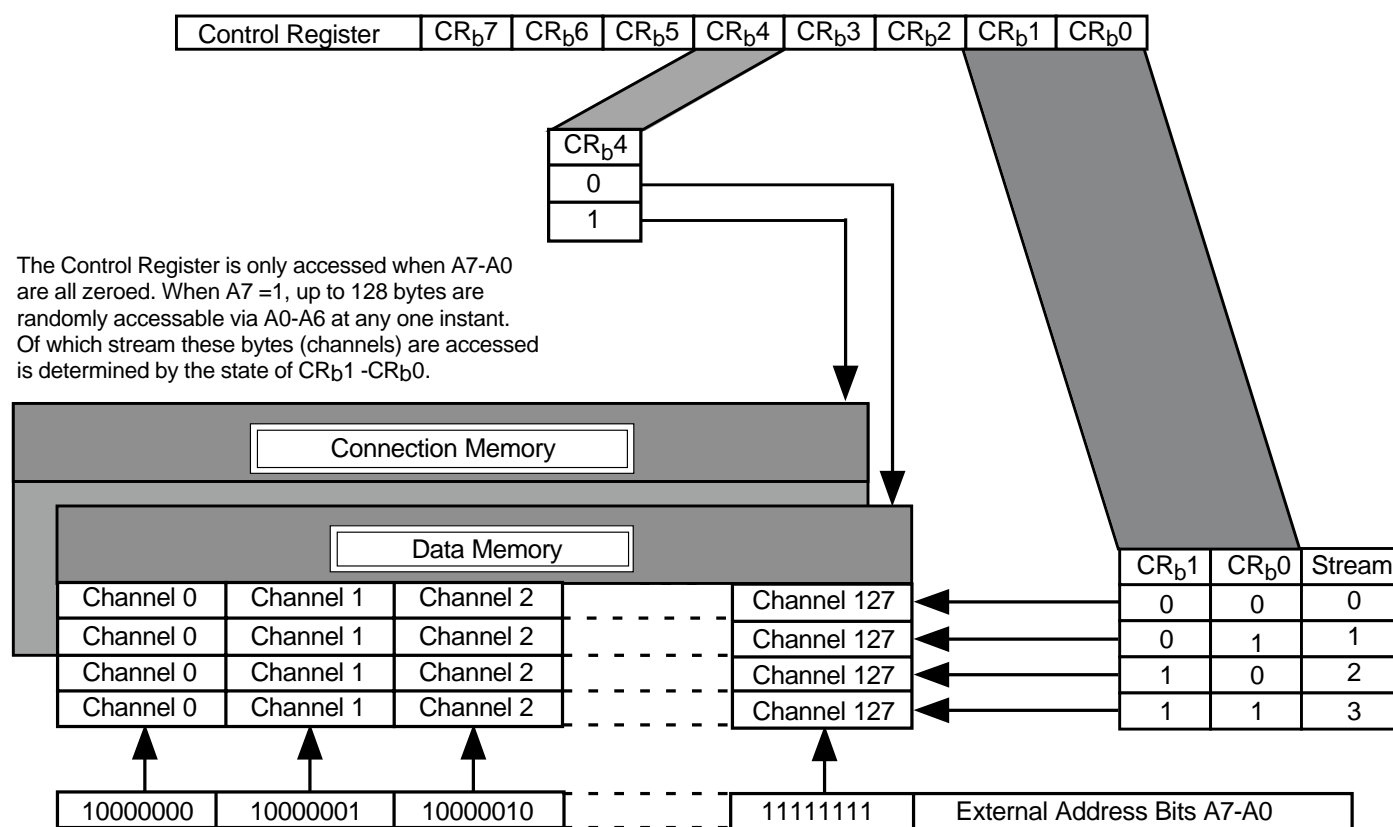 Control Register CRb7 CRb6 CRb5 CRb4 CRb3 CRb2 CRb1 CRb0
CRb4
0
1
The Control Register is only accessed when A7-A0
are all zeroed. When A7 =1, up to 128 bytes are
randomly accessable via A0-A6 at any one instant.
Of which stream these bytes (channels) are accessed
is determined by the state of CRb1 -CRb0.
Connection Memory
Data Memory
CRb1 CRb0 Stream
Channel 0 Channel 1 Channel 2 Channel 127 0 0 0
Channel 0 Channel 1 Channel 2 Channel 127 0 1 1
Channel 0 Channel 1 Channel 2 Channel 127 1 0 2
Channel 0 Channel 1 Channel 2 Channel 127 1 1 3
10000000 10000001 10000010 11111111 External Address Bits A7-A0